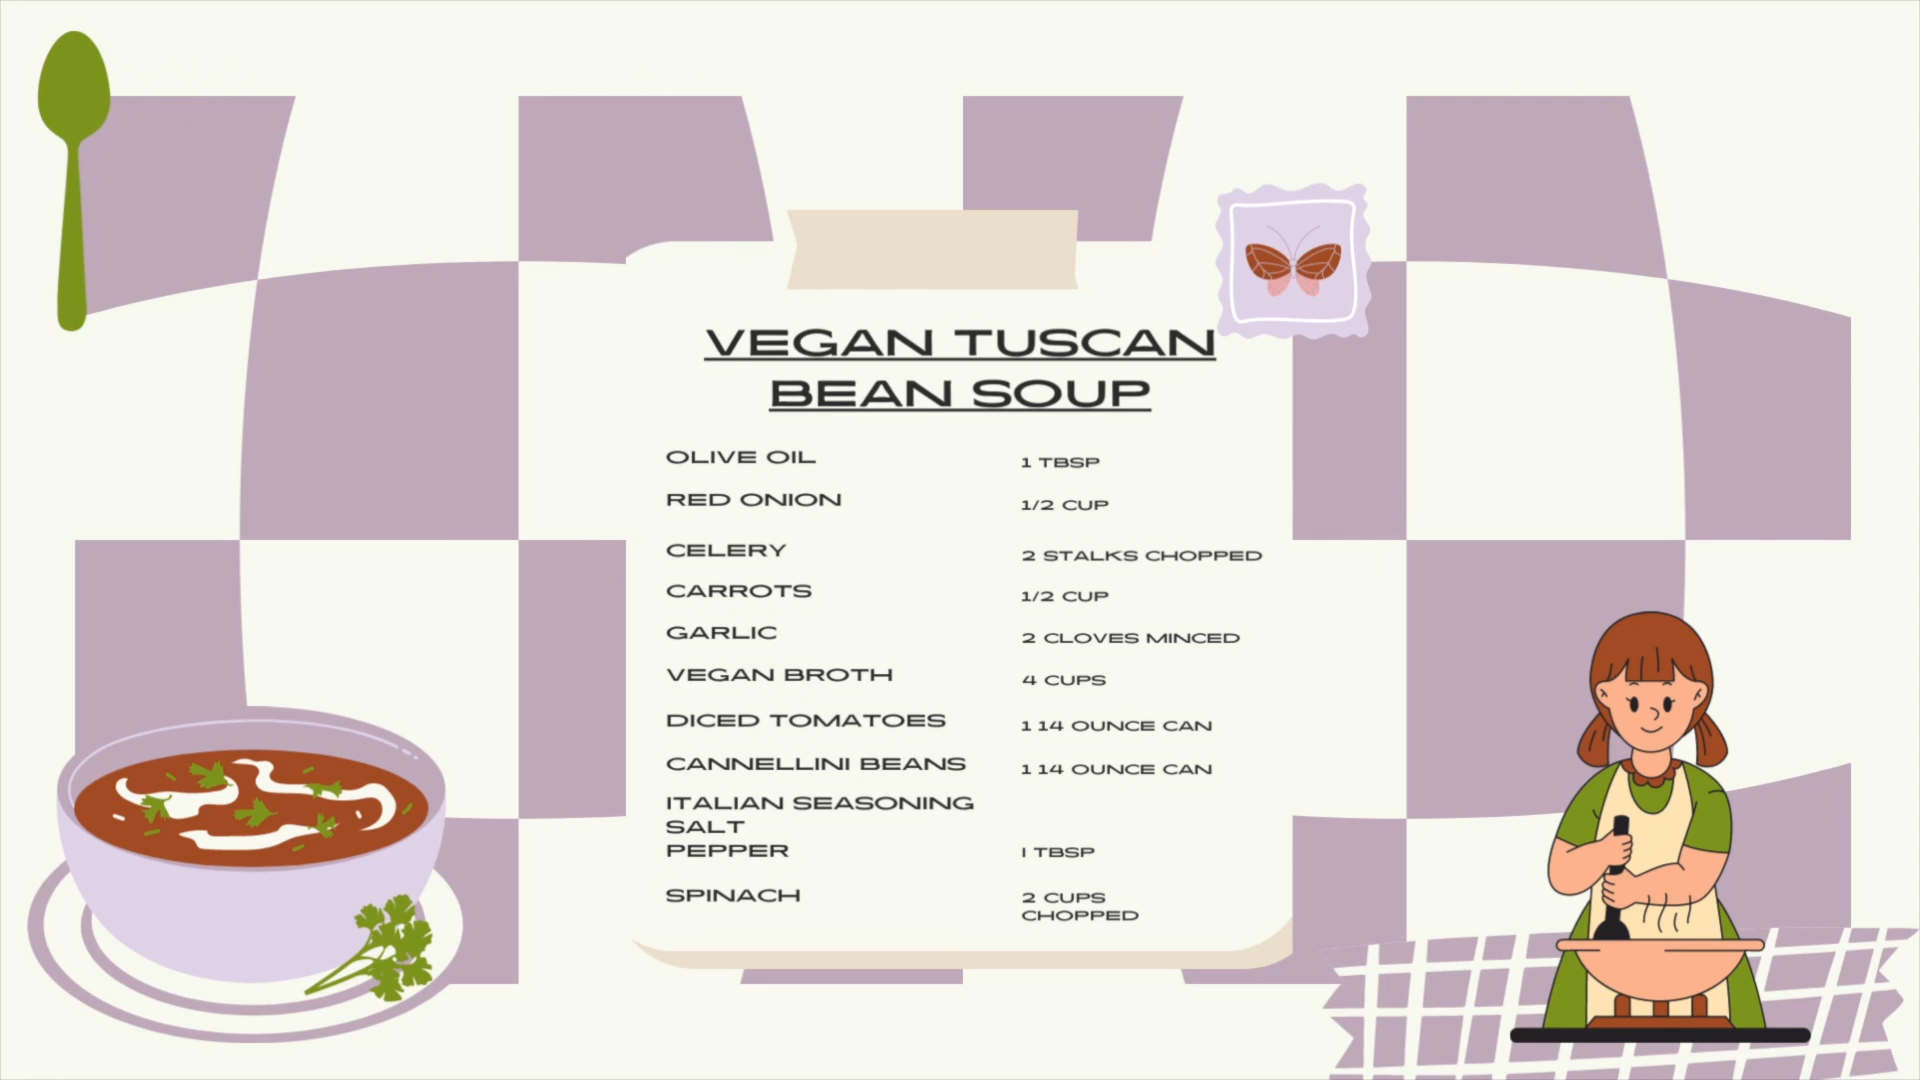 VEGAN TUSCAN
BEAN SOUP
OLIVE OIL 1 TBSP
RED ONION 1/2 CUP
CELERY 2 STALKS CHOPPED
CARROTS 1/2 CUP
GARLIC 2 CLOVES MINCED
VEGAN BROTH 4 CUPS
DICED TOMATOES 1 14 OUNCE CAN
CANNELLINI BEANS 1 14 OUNCE CAN
ITALIAN SEASONING
SALT
PEPPER 1 TBSP
SPINACH 2 CUPS
CHOPPED